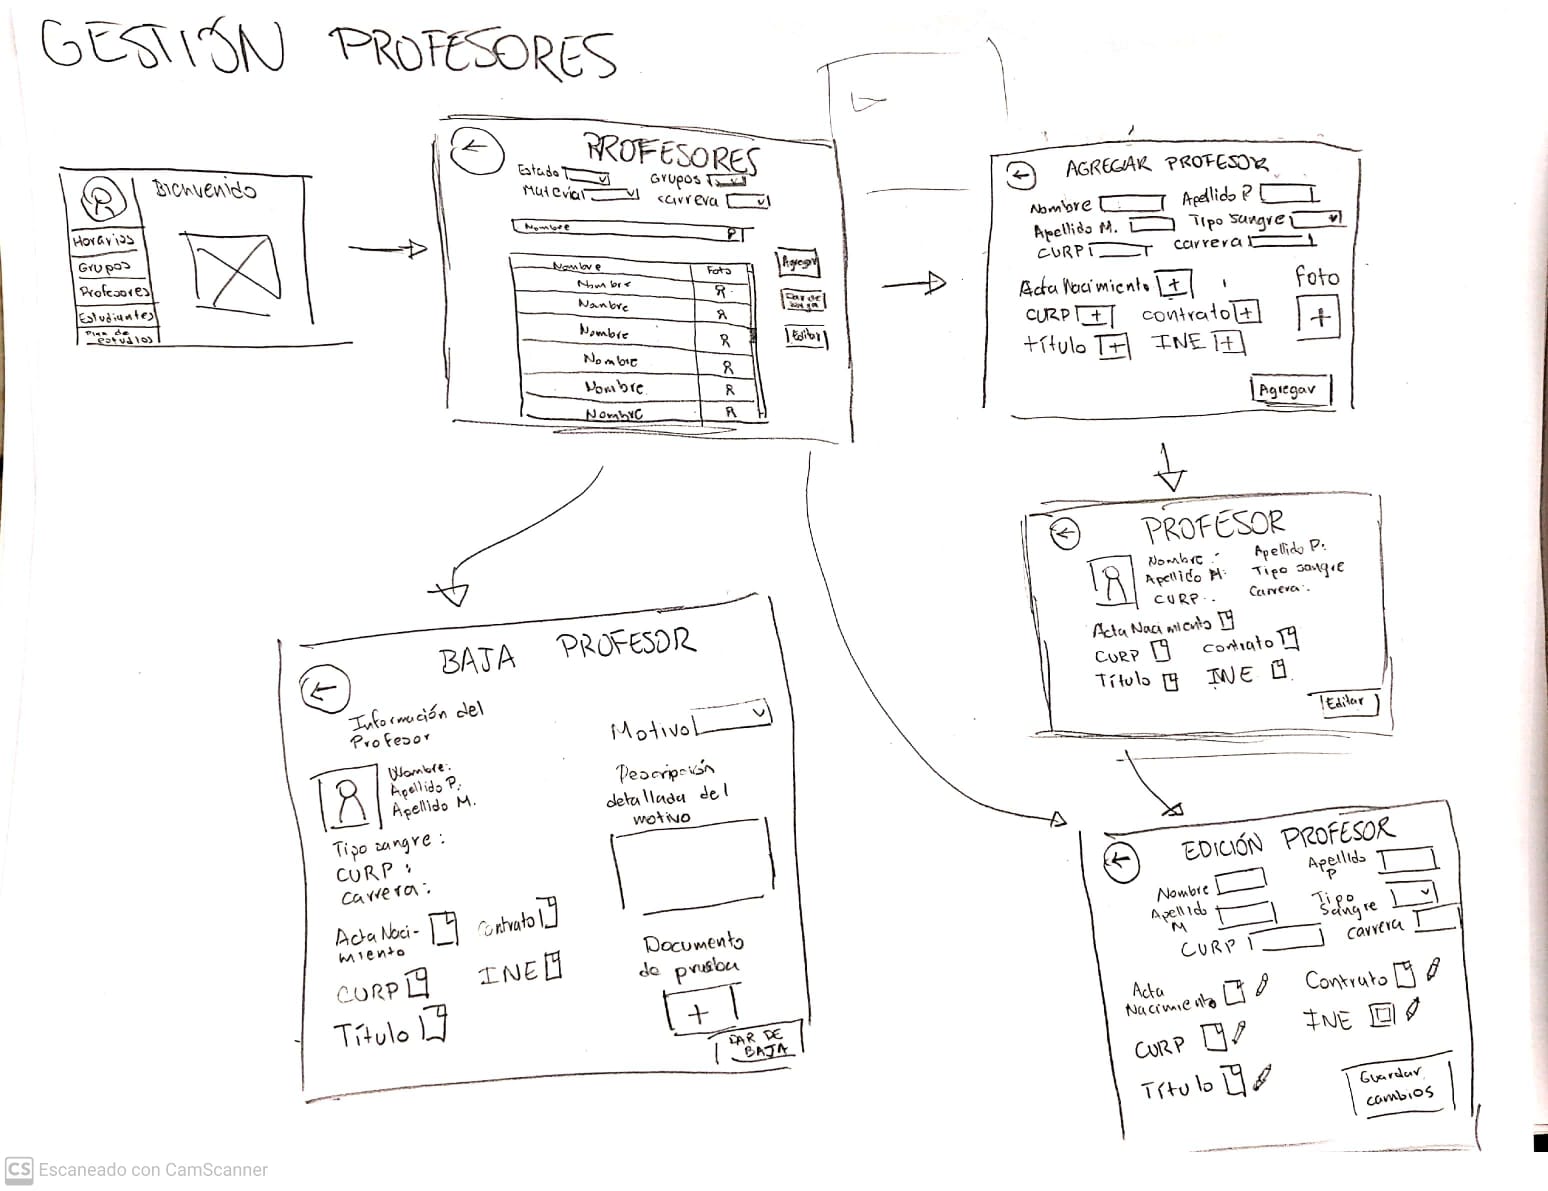 GESTIÓN PROFESORES
Bienvenido
Horarios
Grupos
Profesores
Estudiantes
Plan de
estudios
PROFESORES
Estado
Grupos
Materia
carrera
Nombre
Nombre Foto
Nombre
Nombre
Nombre
Nombre
Nombre
Nombre
Agregar
Dar de
baja
Editar
AGREGAR PROFESOR
Nombre Apellido P
Apellido M. Tipo sangre
CURP carrera
Acta Nacimiento + Foto
CURP + contrato + +
título + INE +
Agregar
PROFESOR
Nombre: Apellido P:
Apellido M: Tipo sangre
CURP: Carrera:
Acta Nacimiento
CURP contrato
Título INE
Editar
BAJA PROFESOR
Información del
Profesor
Nombre:
Apellido P:
Apellido M.
Tipo sangre:
CURP:
Carrera:
Acta Naci-
miento
Contrato
CURP INE
Título
Motivo
Descripción
detallada del
motivo
Documento
de prueba
+
DAR DE
BAJA
EDICIÓN PROFESOR
Nombre Apellido
P
Apellido
M
Tipo
Sangre
CURP carrera
Acta
Nacimiento
Contrato
CURP INE
Título
Guardar
cambios
CS Escaneado con CamScanner